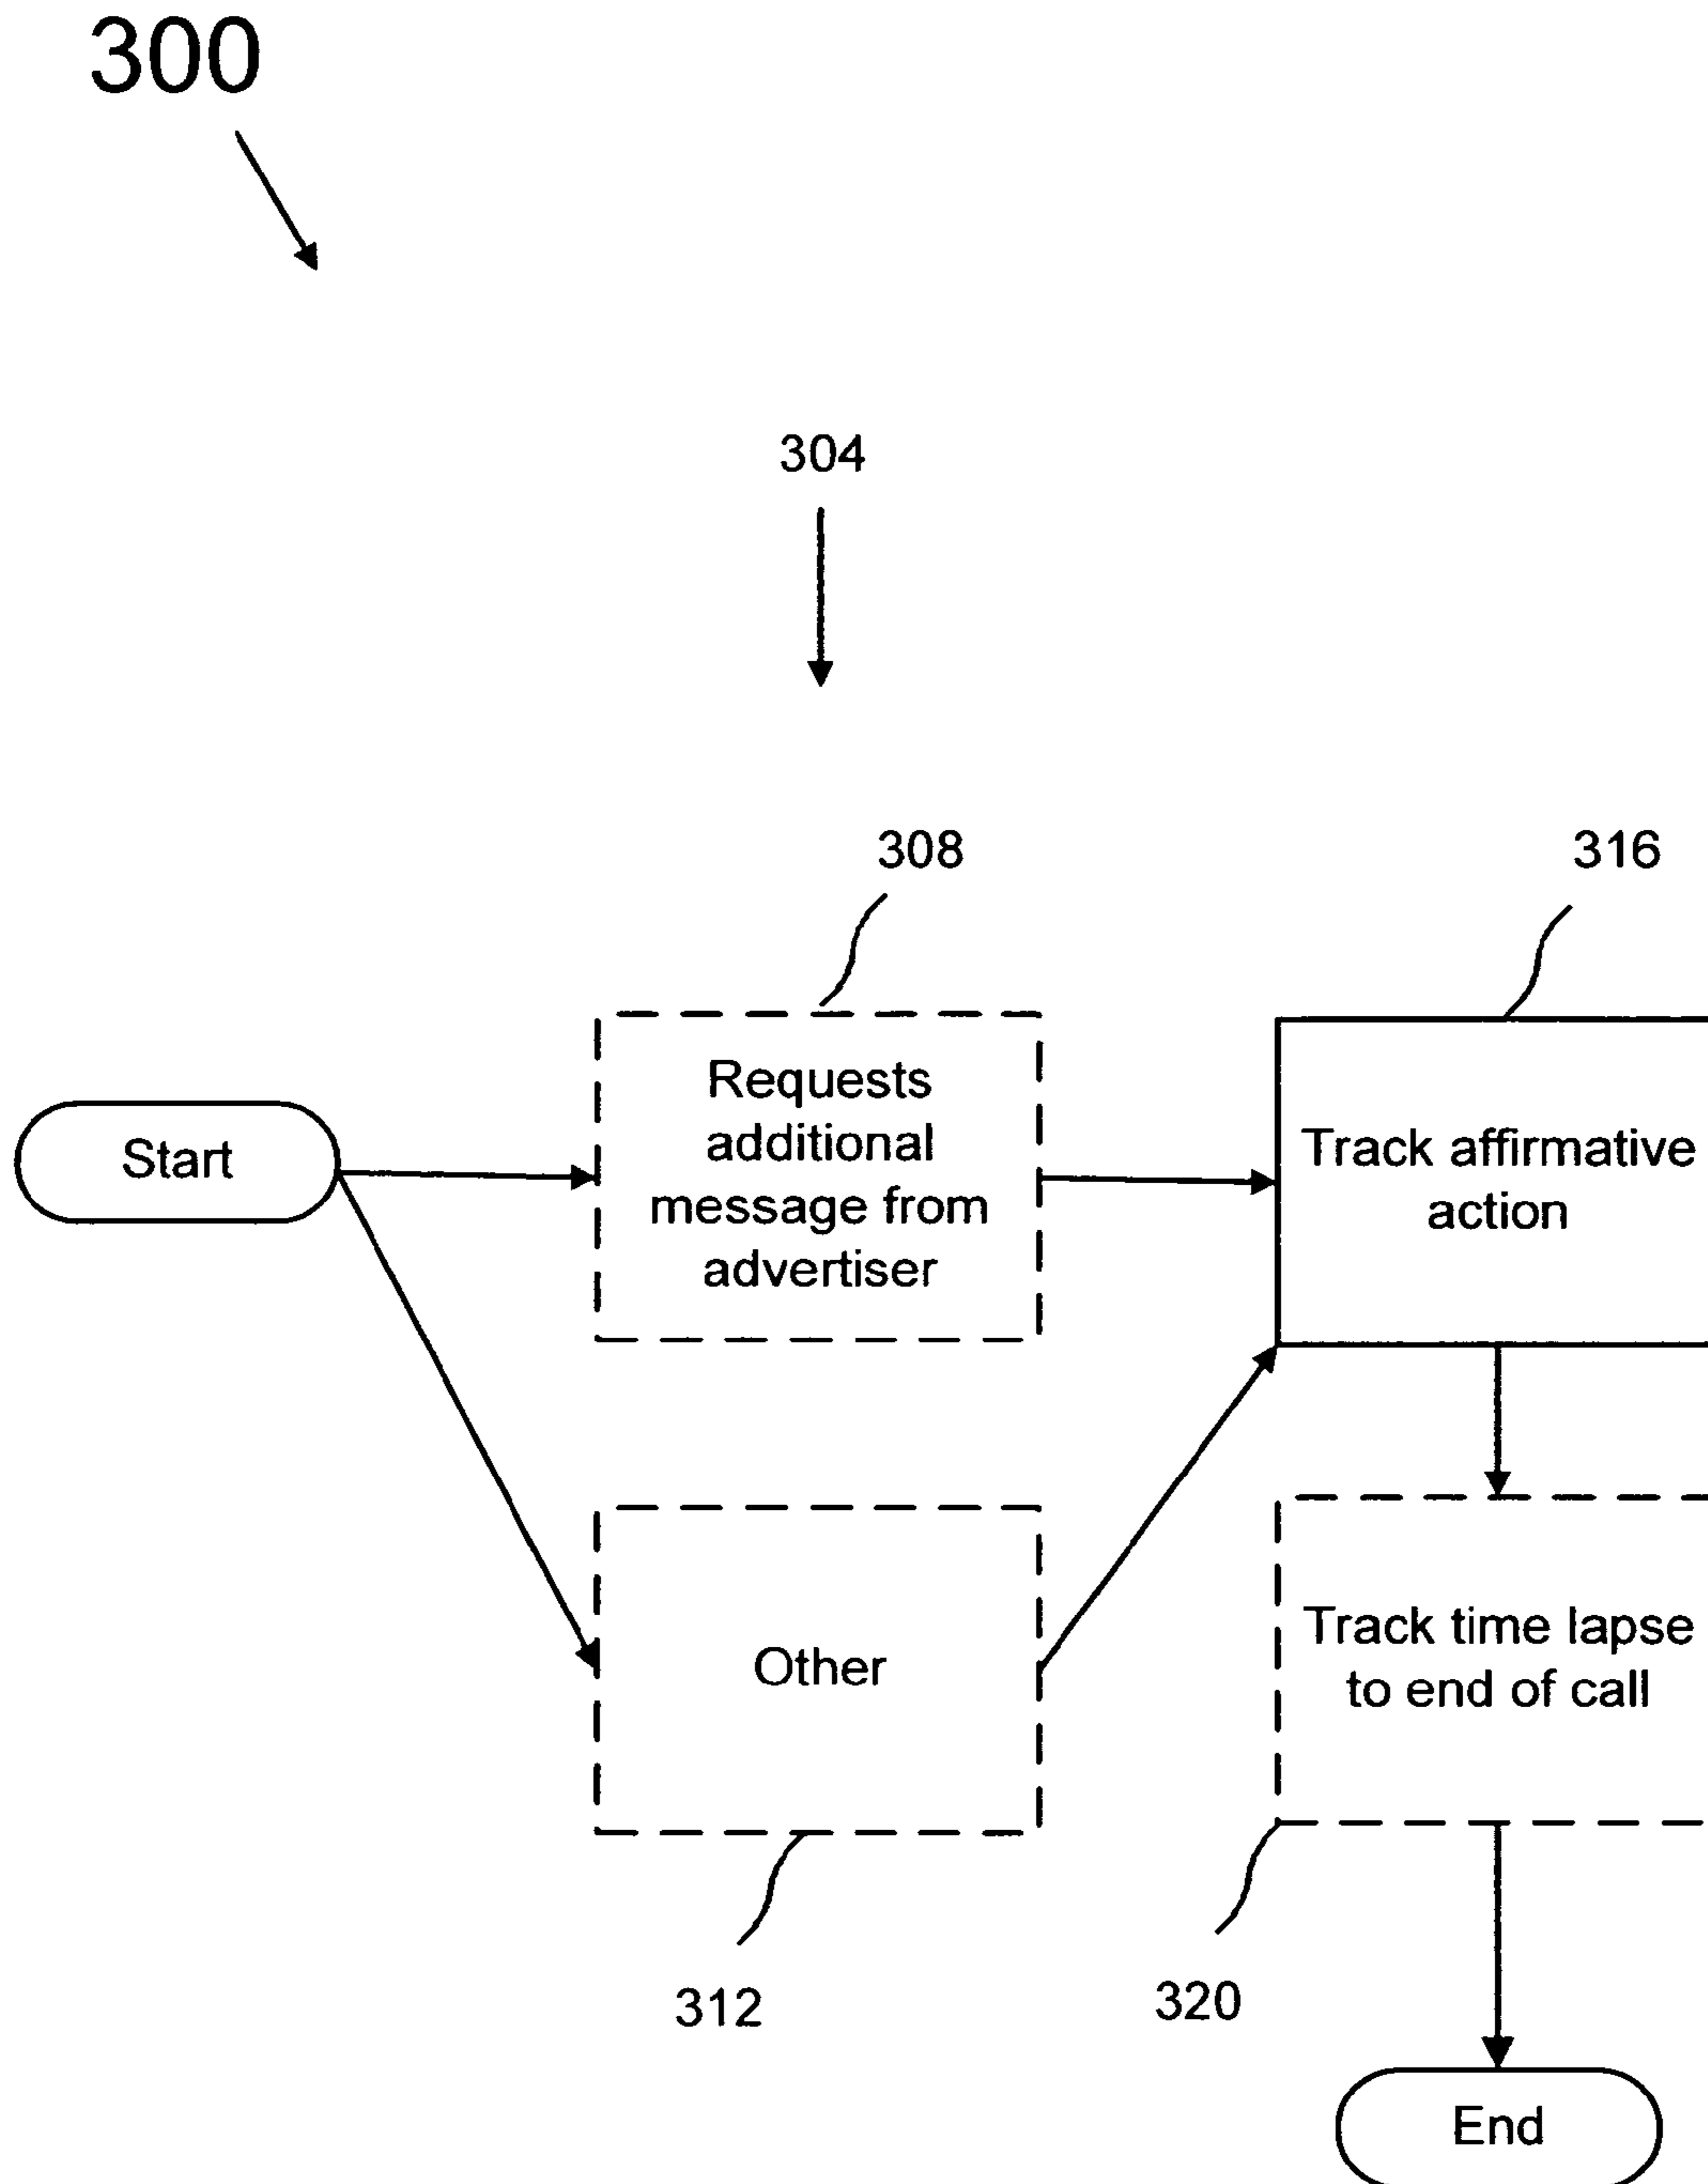 300
304
308
316
Requests
additional
message from
advertiser
Start
Track affirmative
action
Other
Track time lapse
to end of call
312
320
End